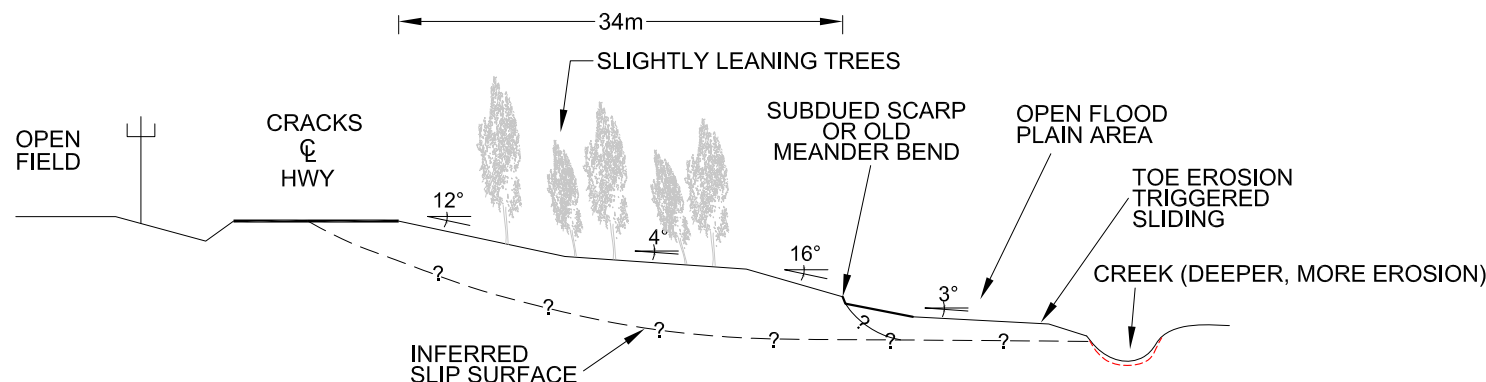 34m
SLIGHTLY LEANING TREES
OPEN
FIELD
CRACKS
℄
HWY
SUBDUED SCARP
OR OLD
MEANDER BEND
OPEN FLOOD
PLAIN AREA
TOE EROSION
TRIGGERED
SLIDING
12°
4°
16°
3°
CREEK (DEEPER, MORE EROSION)
?
?
?
?
?
?
?
INFERRED
SLIP SURFACE